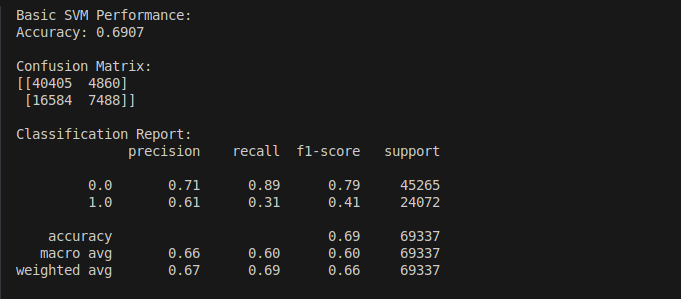 Basic SVM Performance:
Accuracy: 0.6907
Confusion Matrix:
[[40405  4860]
 [16584  7488]]
Classification Report:
              precision    recall  f1-score   support
         0.0       0.71      0.89      0.79     45265
         1.0       0.61      0.31      0.41     24072
    accuracy                           0.69     69337
   macro avg       0.66      0.60      0.60     69337
weighted avg       0.67      0.69      0.66     69337